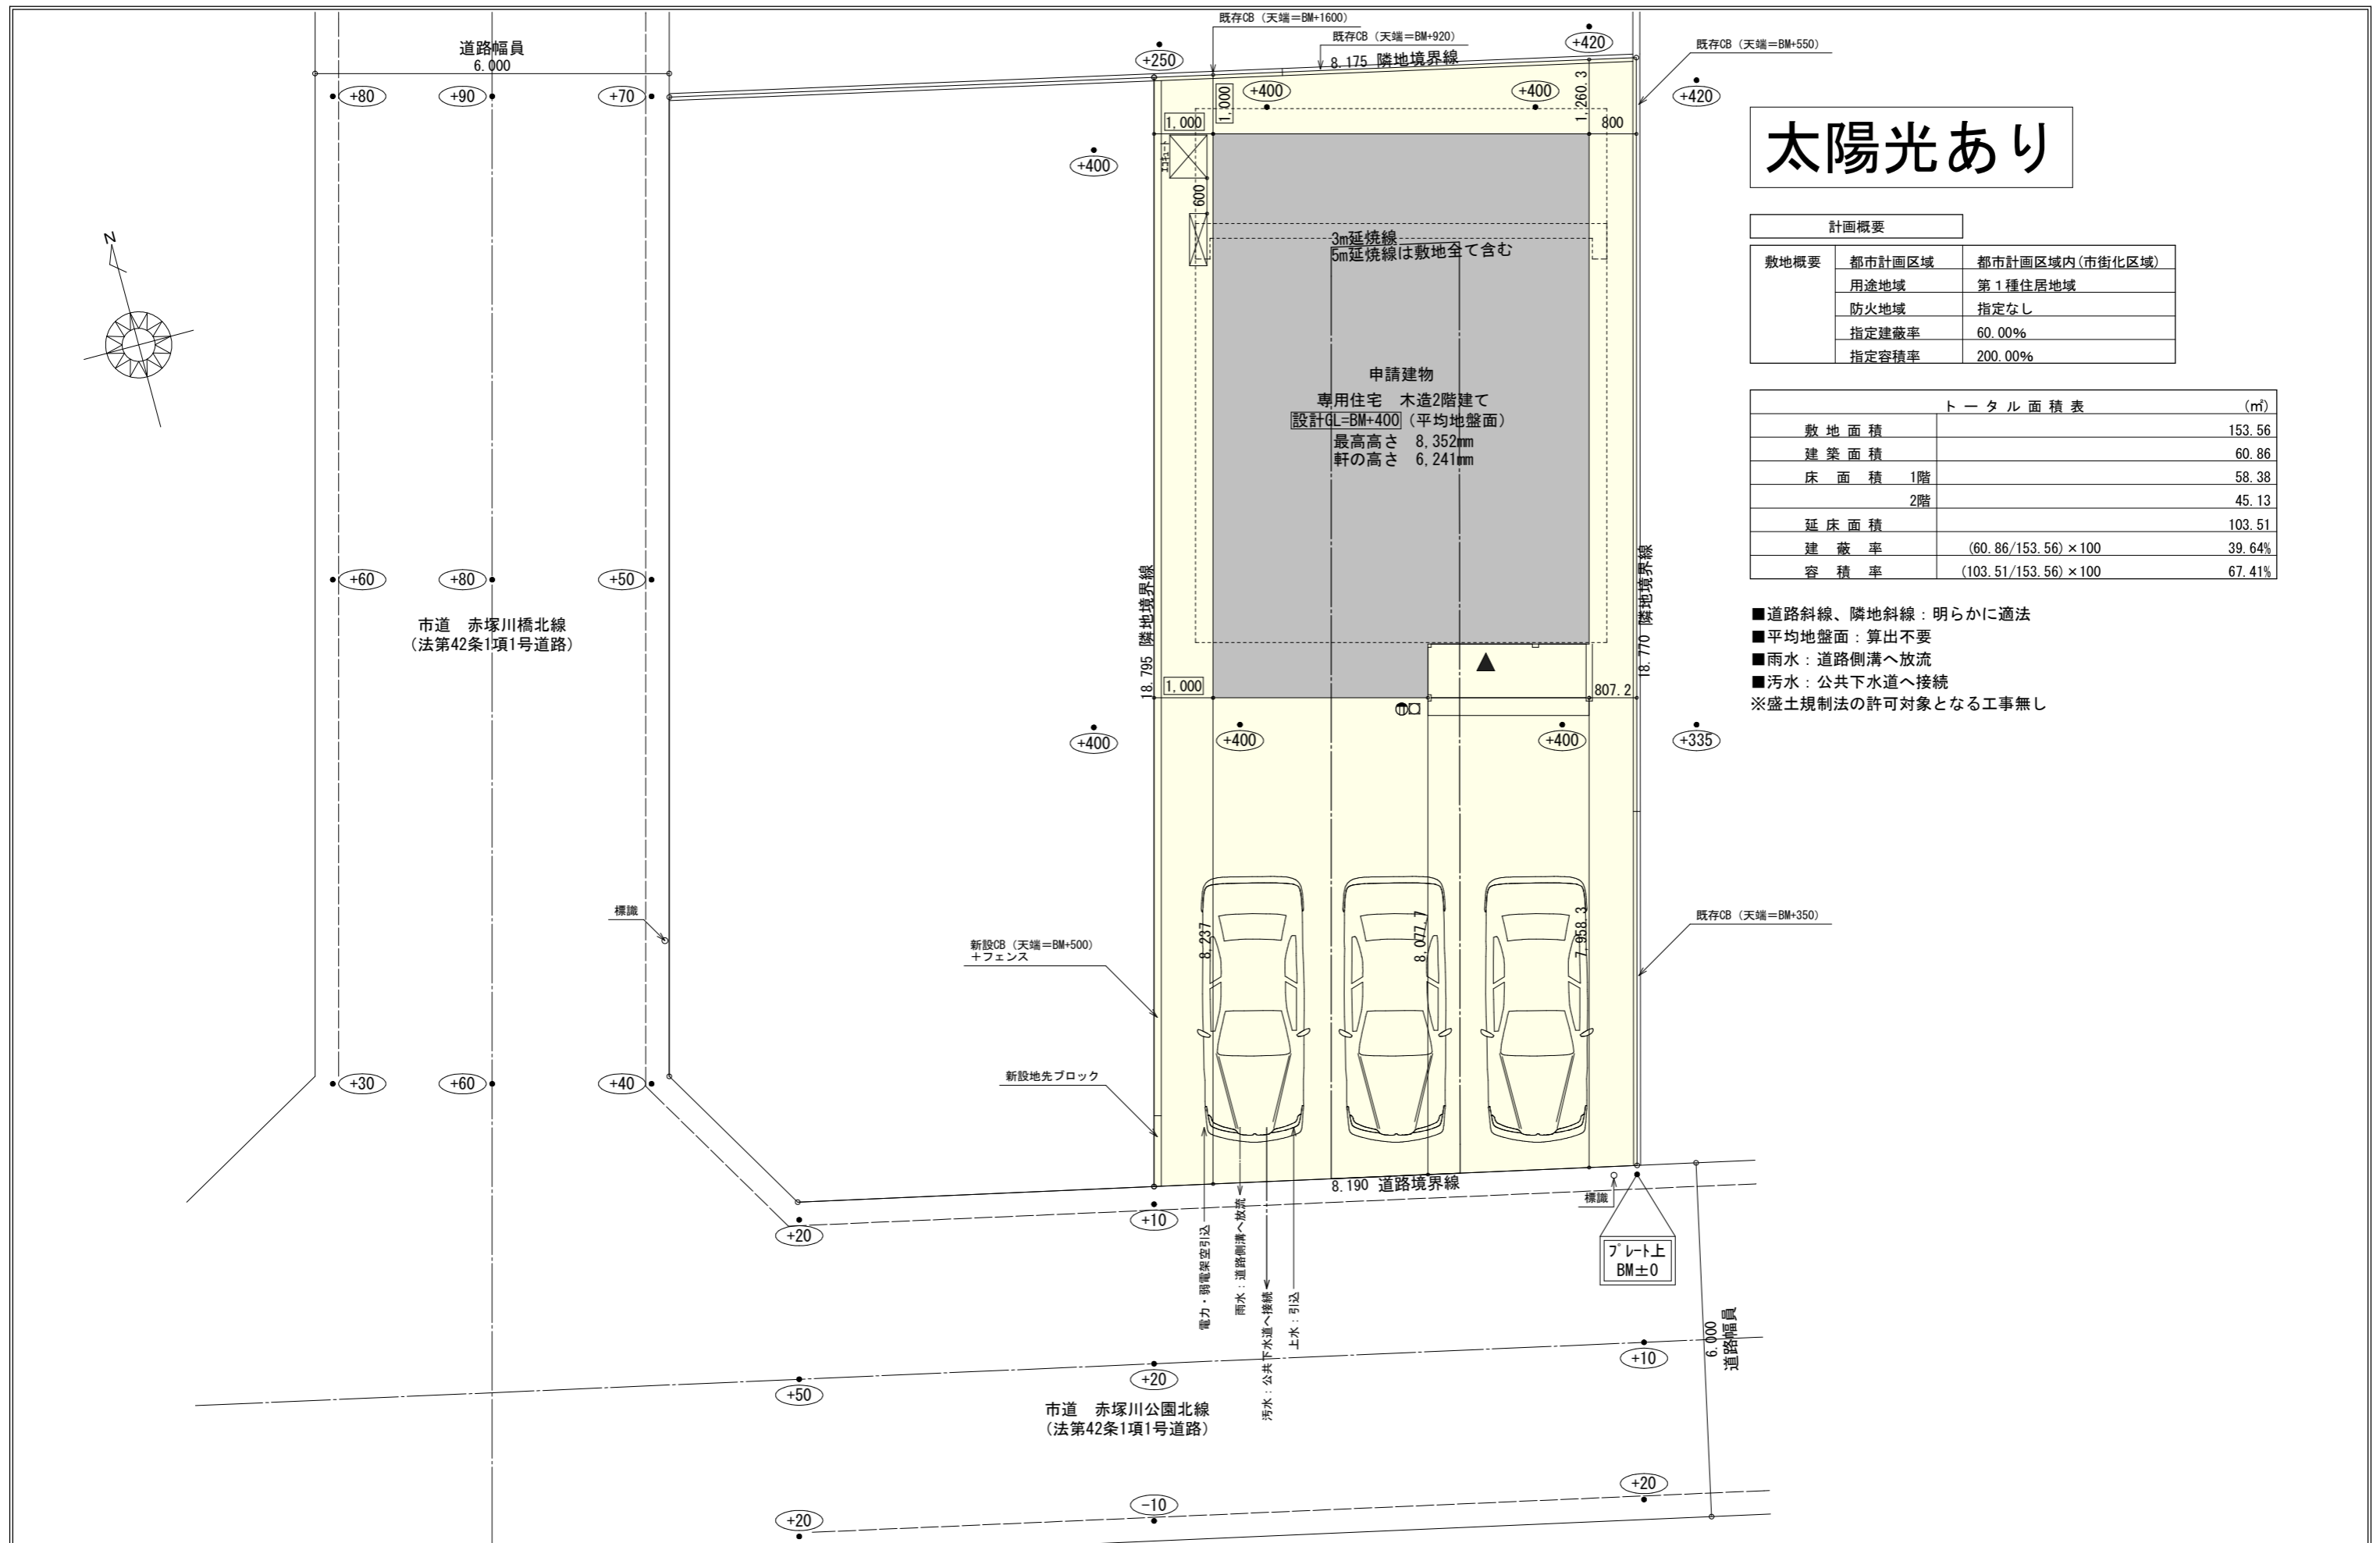 既存CB（天端＝BM+1600）
既存CB（天端＝BM+920）
道路幅員
6.000
+250
8.175 隣地境界線
+420
既存CB（天端＝BM+550）
+80
+90
+70
+400
+400
+420
1,000
1,000
1,260.3
800
+400
エコキュート
600
N
太陽光あり
計画概要
敷地概要 都市計画区域 都市計画区域内(市街化区域)
用途地域 第１種住居地域
防火地域 指定なし
指定建蔽率 60.00%
指定容積率 200.00%
3m延焼線
5m延焼線は敷地全て含む
申請建物
専用住宅　木造2階建て
設計GL=BM+400（平均地盤面）
最高高さ　8,352mm
軒の高さ　6,241mm
トータル面積表 (㎡)
敷地面積 153.56
建築面積 60.86
床面積 1階 58.38
2階 45.13
延床面積 103.51
建蔽率 (60.86/153.56)×100 39.64%
容積率 (103.51/153.56)×100 67.41%
■道路斜線、隣地斜線：明らかに適法
■平均地盤面：算出不要
■雨水：道路側溝へ放流
■汚水：公共下水道へ接続
※盛土規制法の許可対象となる工事無し
+60
+80
+50
市道　赤塚川橋北線
（法第42条1項1号道路）
18.795 隣地境界線
18.770 隣地境界線
1,000
807.2
+400
+400
+400
+335
標識
新設CB（天端＝BM+500）
＋フェンス
8,237
8,077.7
7,958.3
既存CB（天端＝BM+350）
新設地先ブロック
+30
+60
+40
8.190 道路境界線
標識
+20
+10
プレート上
BM±0
電力・弱電架空引込
雨水：道路側溝へ放流
汚水：公共下水道へ接続
上水：引込
6.000
道路幅員
+50
+20
+10
市道　赤塚川公園北線
（法第42条1項1号道路）
+20
-10
+20